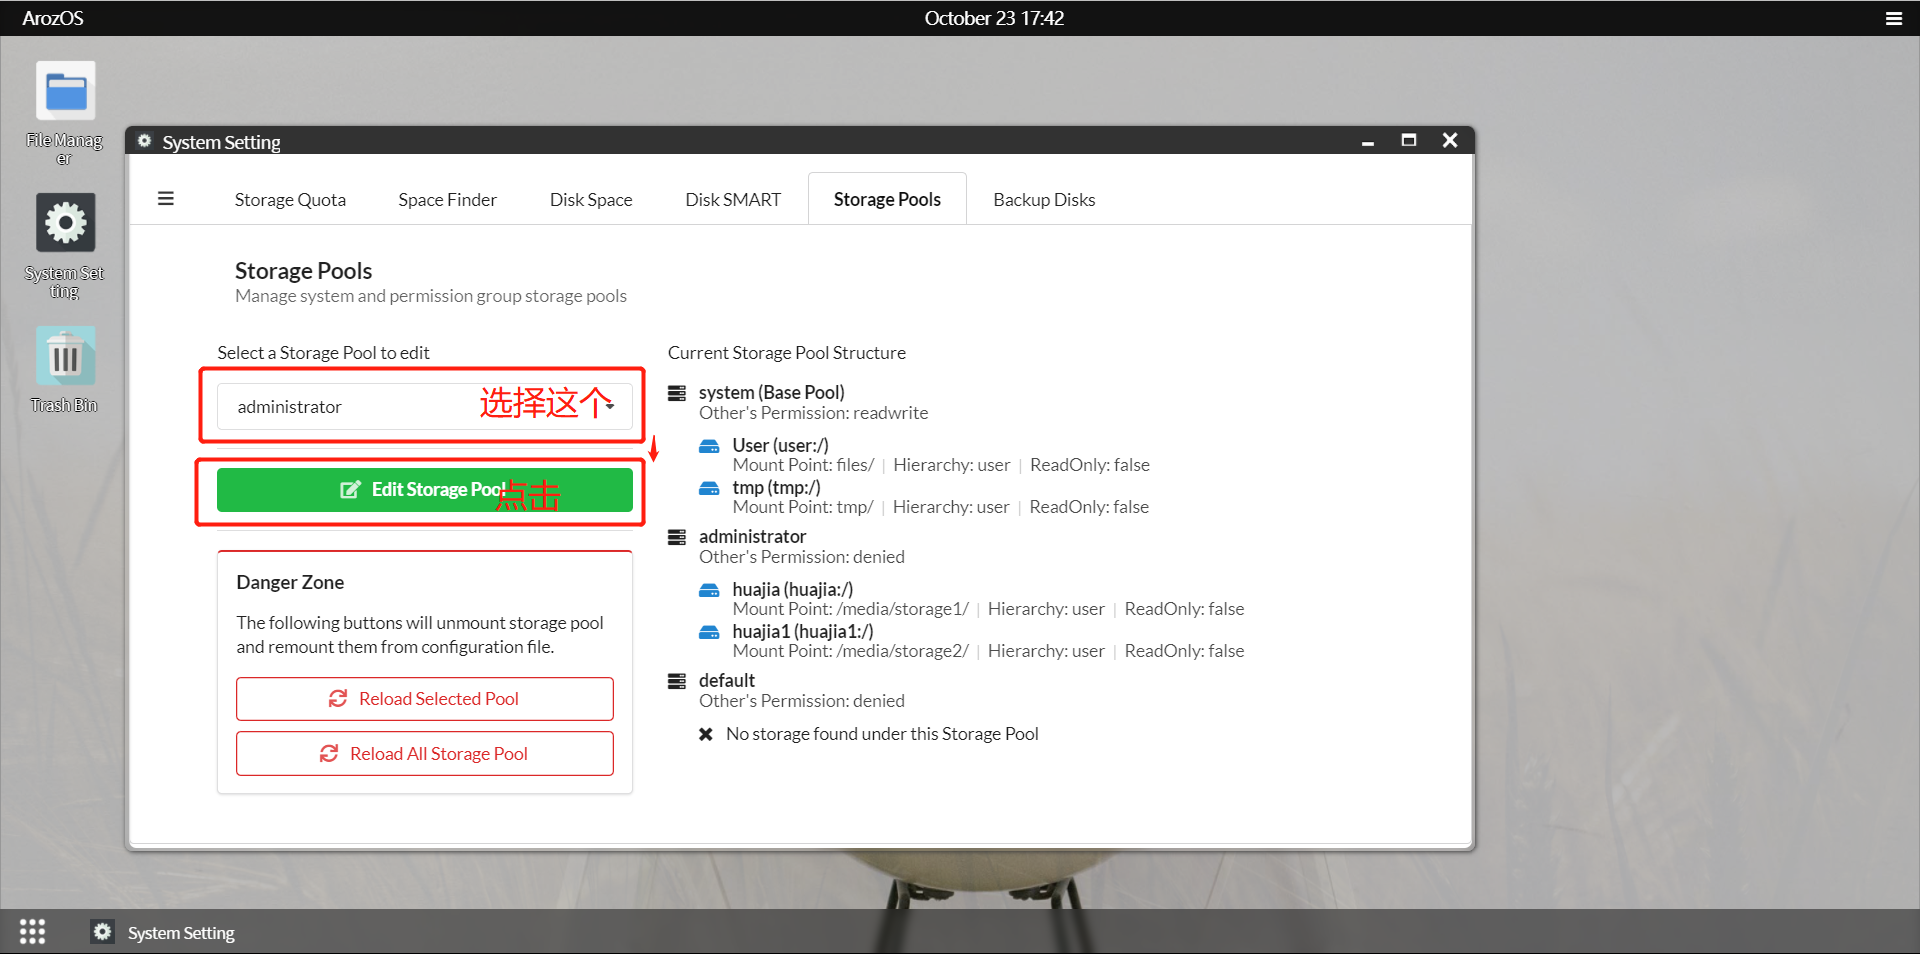 ArozOS
October 23 17:42
File Manag
er
System Set
ting
Trash Bin
System Setting
Storage Quota
Space Finder
Disk Space
Disk SMART
Storage Pools
Backup Disks
Storage Pools
Manage system and permission group storage pools
Select a Storage Pool to edit
administrator
选择这个
Edit Storage Pool
点击
Danger Zone
The following buttons will unmount storage pool
and remount them from configuration file.
Reload Selected Pool
Reload All Storage Pool
Current Storage Pool Structure
system (Base Pool)
Other's Permission: readwrite
User (user:/)
Mount Point: files/ | Hierarchy: user | ReadOnly: false
tmp (tmp:/)
Mount Point: tmp/ | Hierarchy: user | ReadOnly: false
administrator
Other's Permission: denied
huajia (huajia:/)
Mount Point: /media/storage1/ | Hierarchy: user | ReadOnly: false
huajia1 (huajia1:/)
Mount Point: /media/storage2/ | Hierarchy: user | ReadOnly: false
default
Other's Permission: denied
No storage found under this Storage Pool
System Setting